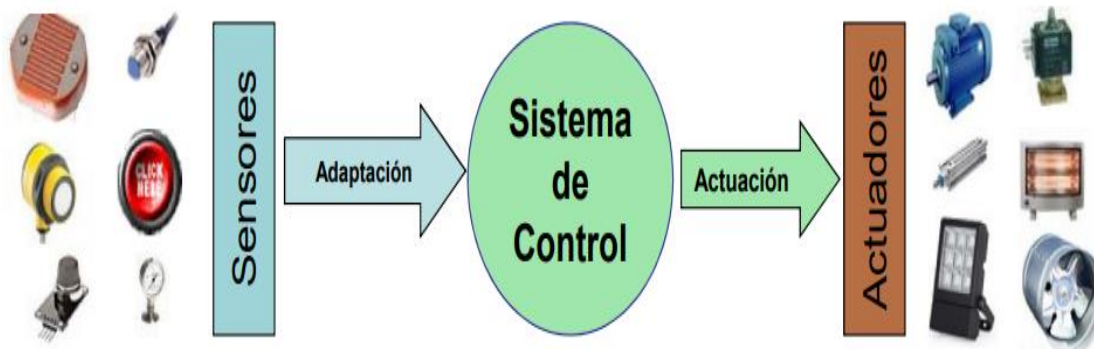 CLICK
HERE
Sensores
Adaptación
Sistema
de
Control
Actuación
Actuadores